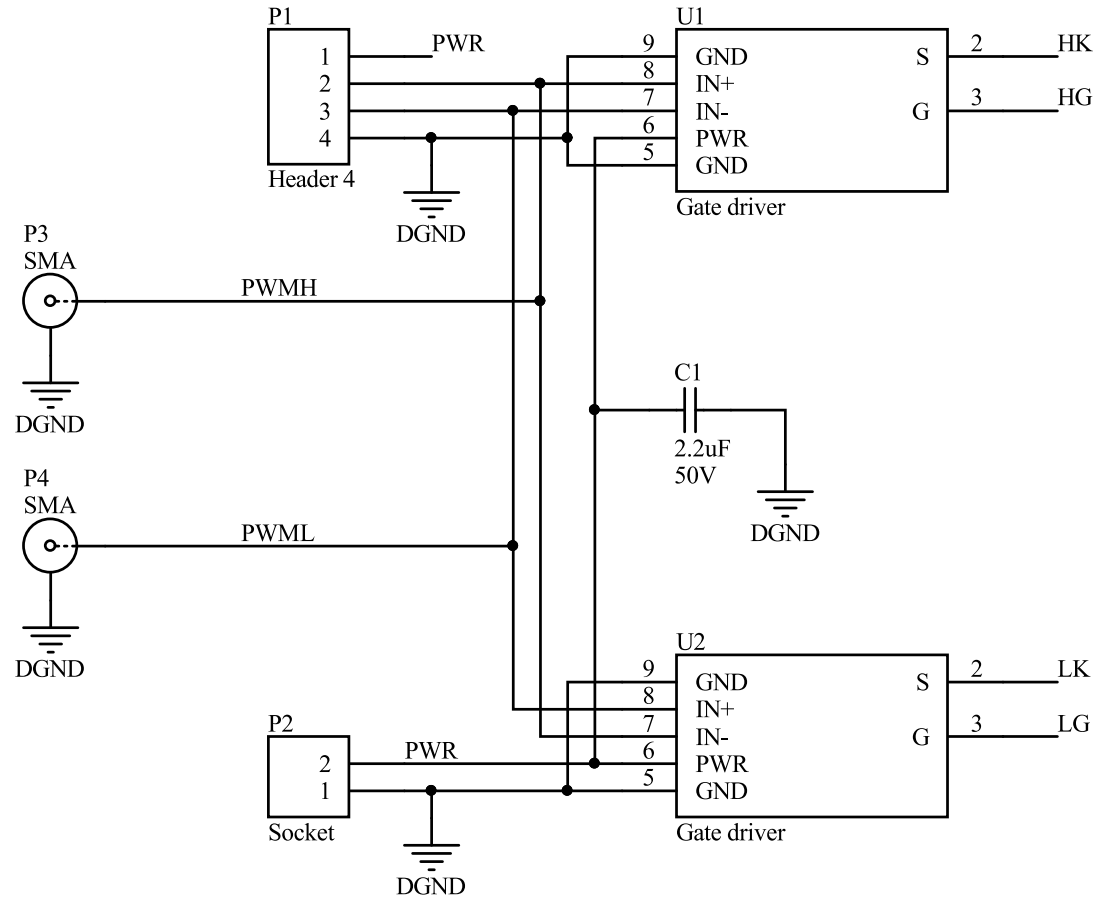 P1
1
2
3
4
PWR
Header 4
DGND
U1
9
8
7
6
5
GND
IN+
IN-
PWR
GND
S
G
2
3
HK
HG
Gate driver
P3
SMA
PWMH
DGND
C1
2.2uF
50V
DGND
P4
SMA
PWML
DGND
U2
9
8
7
6
5
GND
IN+
IN-
PWR
GND
S
G
2
3
LK
LG
Gate driver
P2
2
1
PWR
Socket
DGND